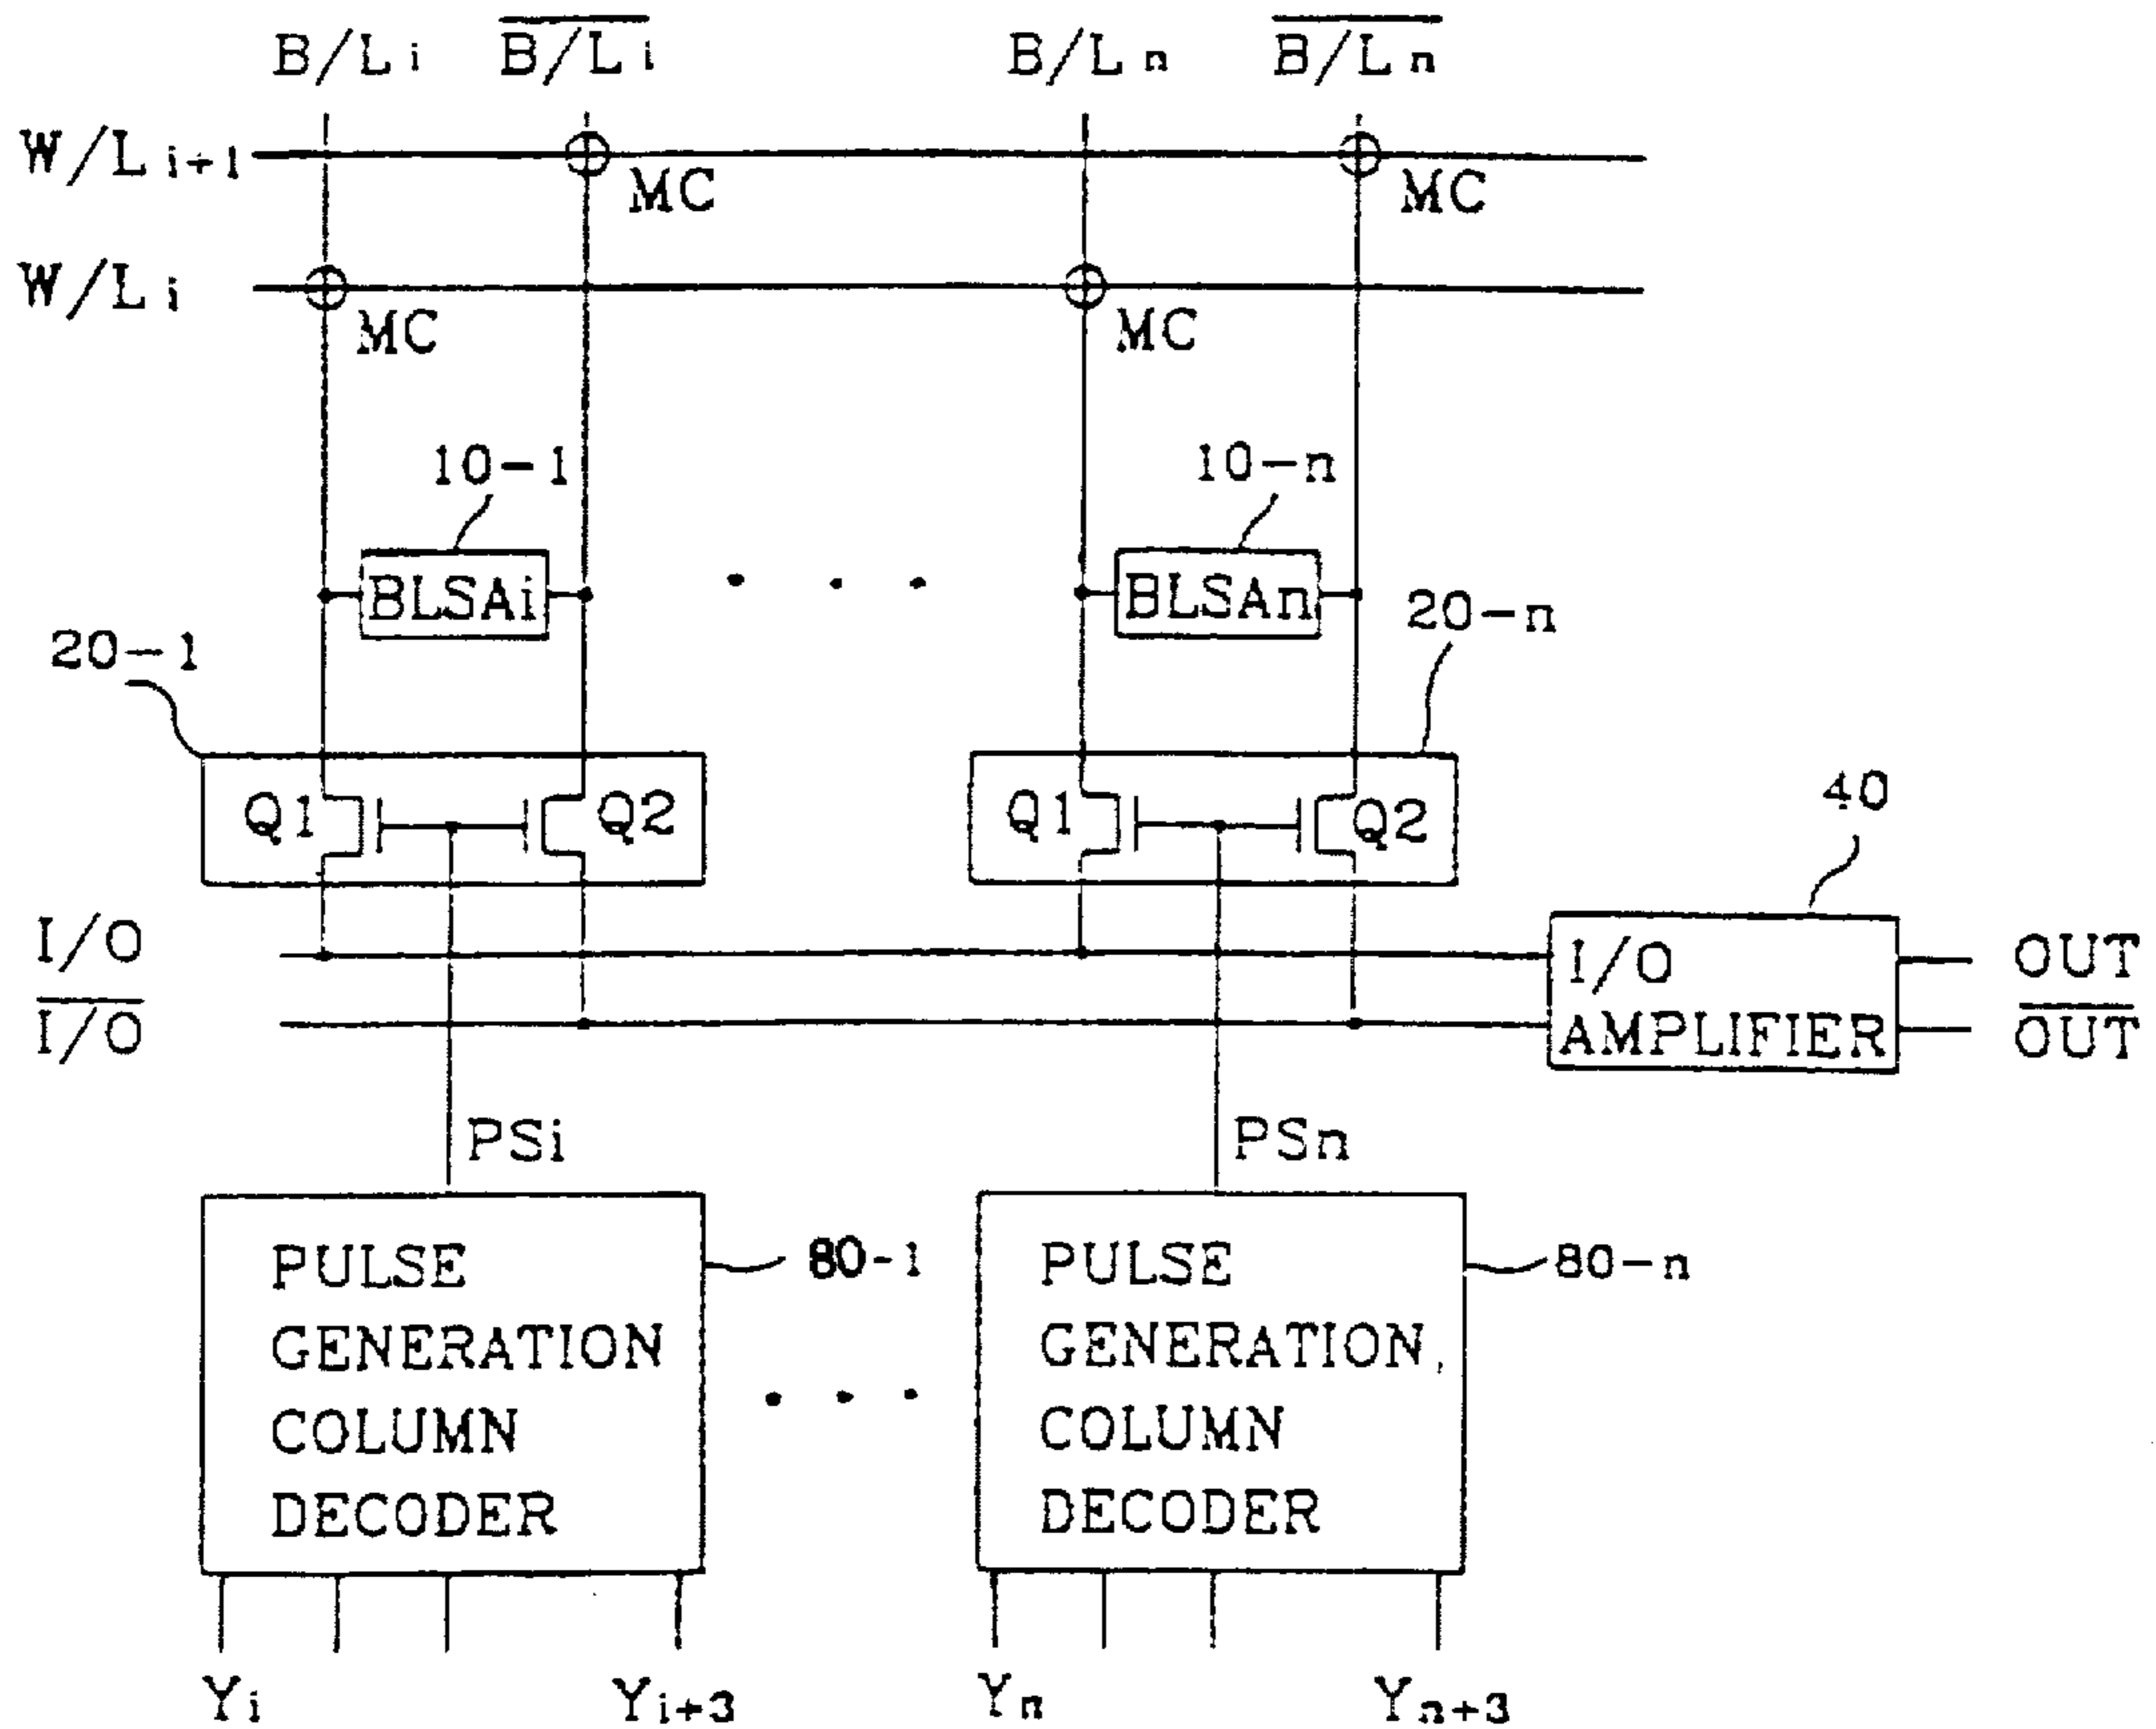 B/Li B/Li B/Ln B/Ln
W/Li+1
MC MC
W/Li
MC MC
10-1 10-n
BLSAi BLSAn
20-1 20-n
Q1 Q2 Q1 Q2
40
I/O
I/O
I/O
AMPLIFIER
OUT
OUT
PSi PSn
PULSE
GENERATION
COLUMN
DECODER
80-1
PULSE
GENERATION
COLUMN
DECODER
80-n
Yi Yi+3 Yn Yn+3